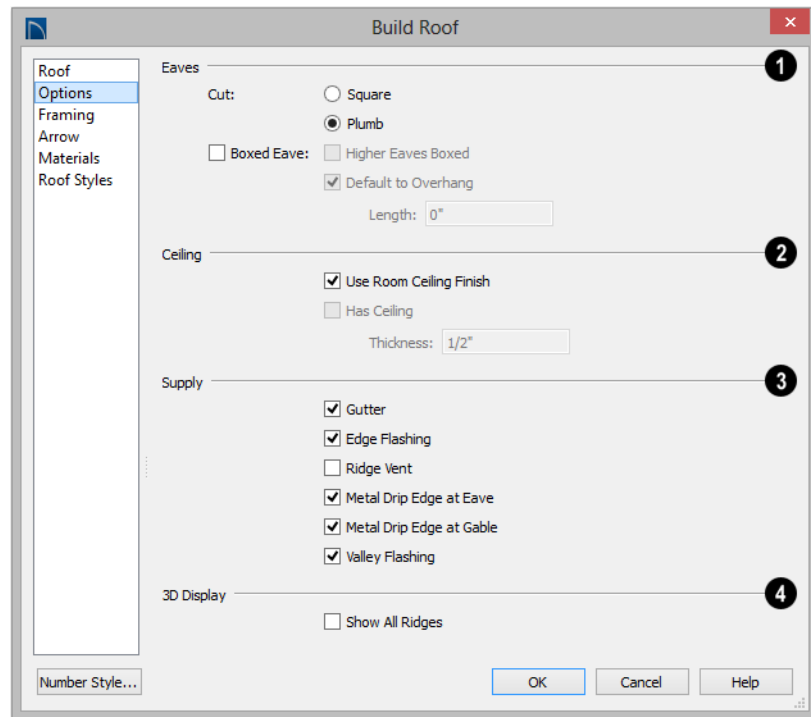 Build Roof
Roof
Options
Framing
Arrow
Materials
Roof Styles
Eaves 1
Cut: Square
Plumb
Boxed Eave: Higher Eaves Boxed
Default to Overhang
Length: 0"
Ceiling 2
Use Room Ceiling Finish
Has Ceiling
Thickness: 1/2"
Supply 3
Gutter
Edge Flashing
Ridge Vent
Metal Drip Edge at Eave
Metal Drip Edge at Gable
Valley Flashing
3D Display 4
Show All Ridges
Number Style... OK Cancel Help